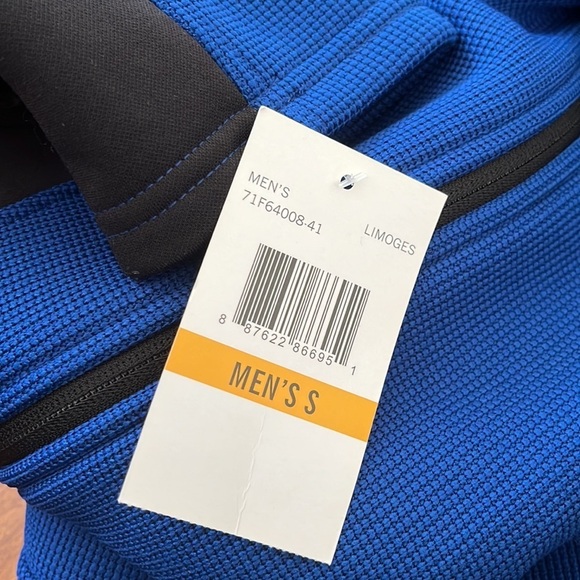 MEN'S
71F64008-41
LIMOGES
8 87622 86695 1
MEN'S S